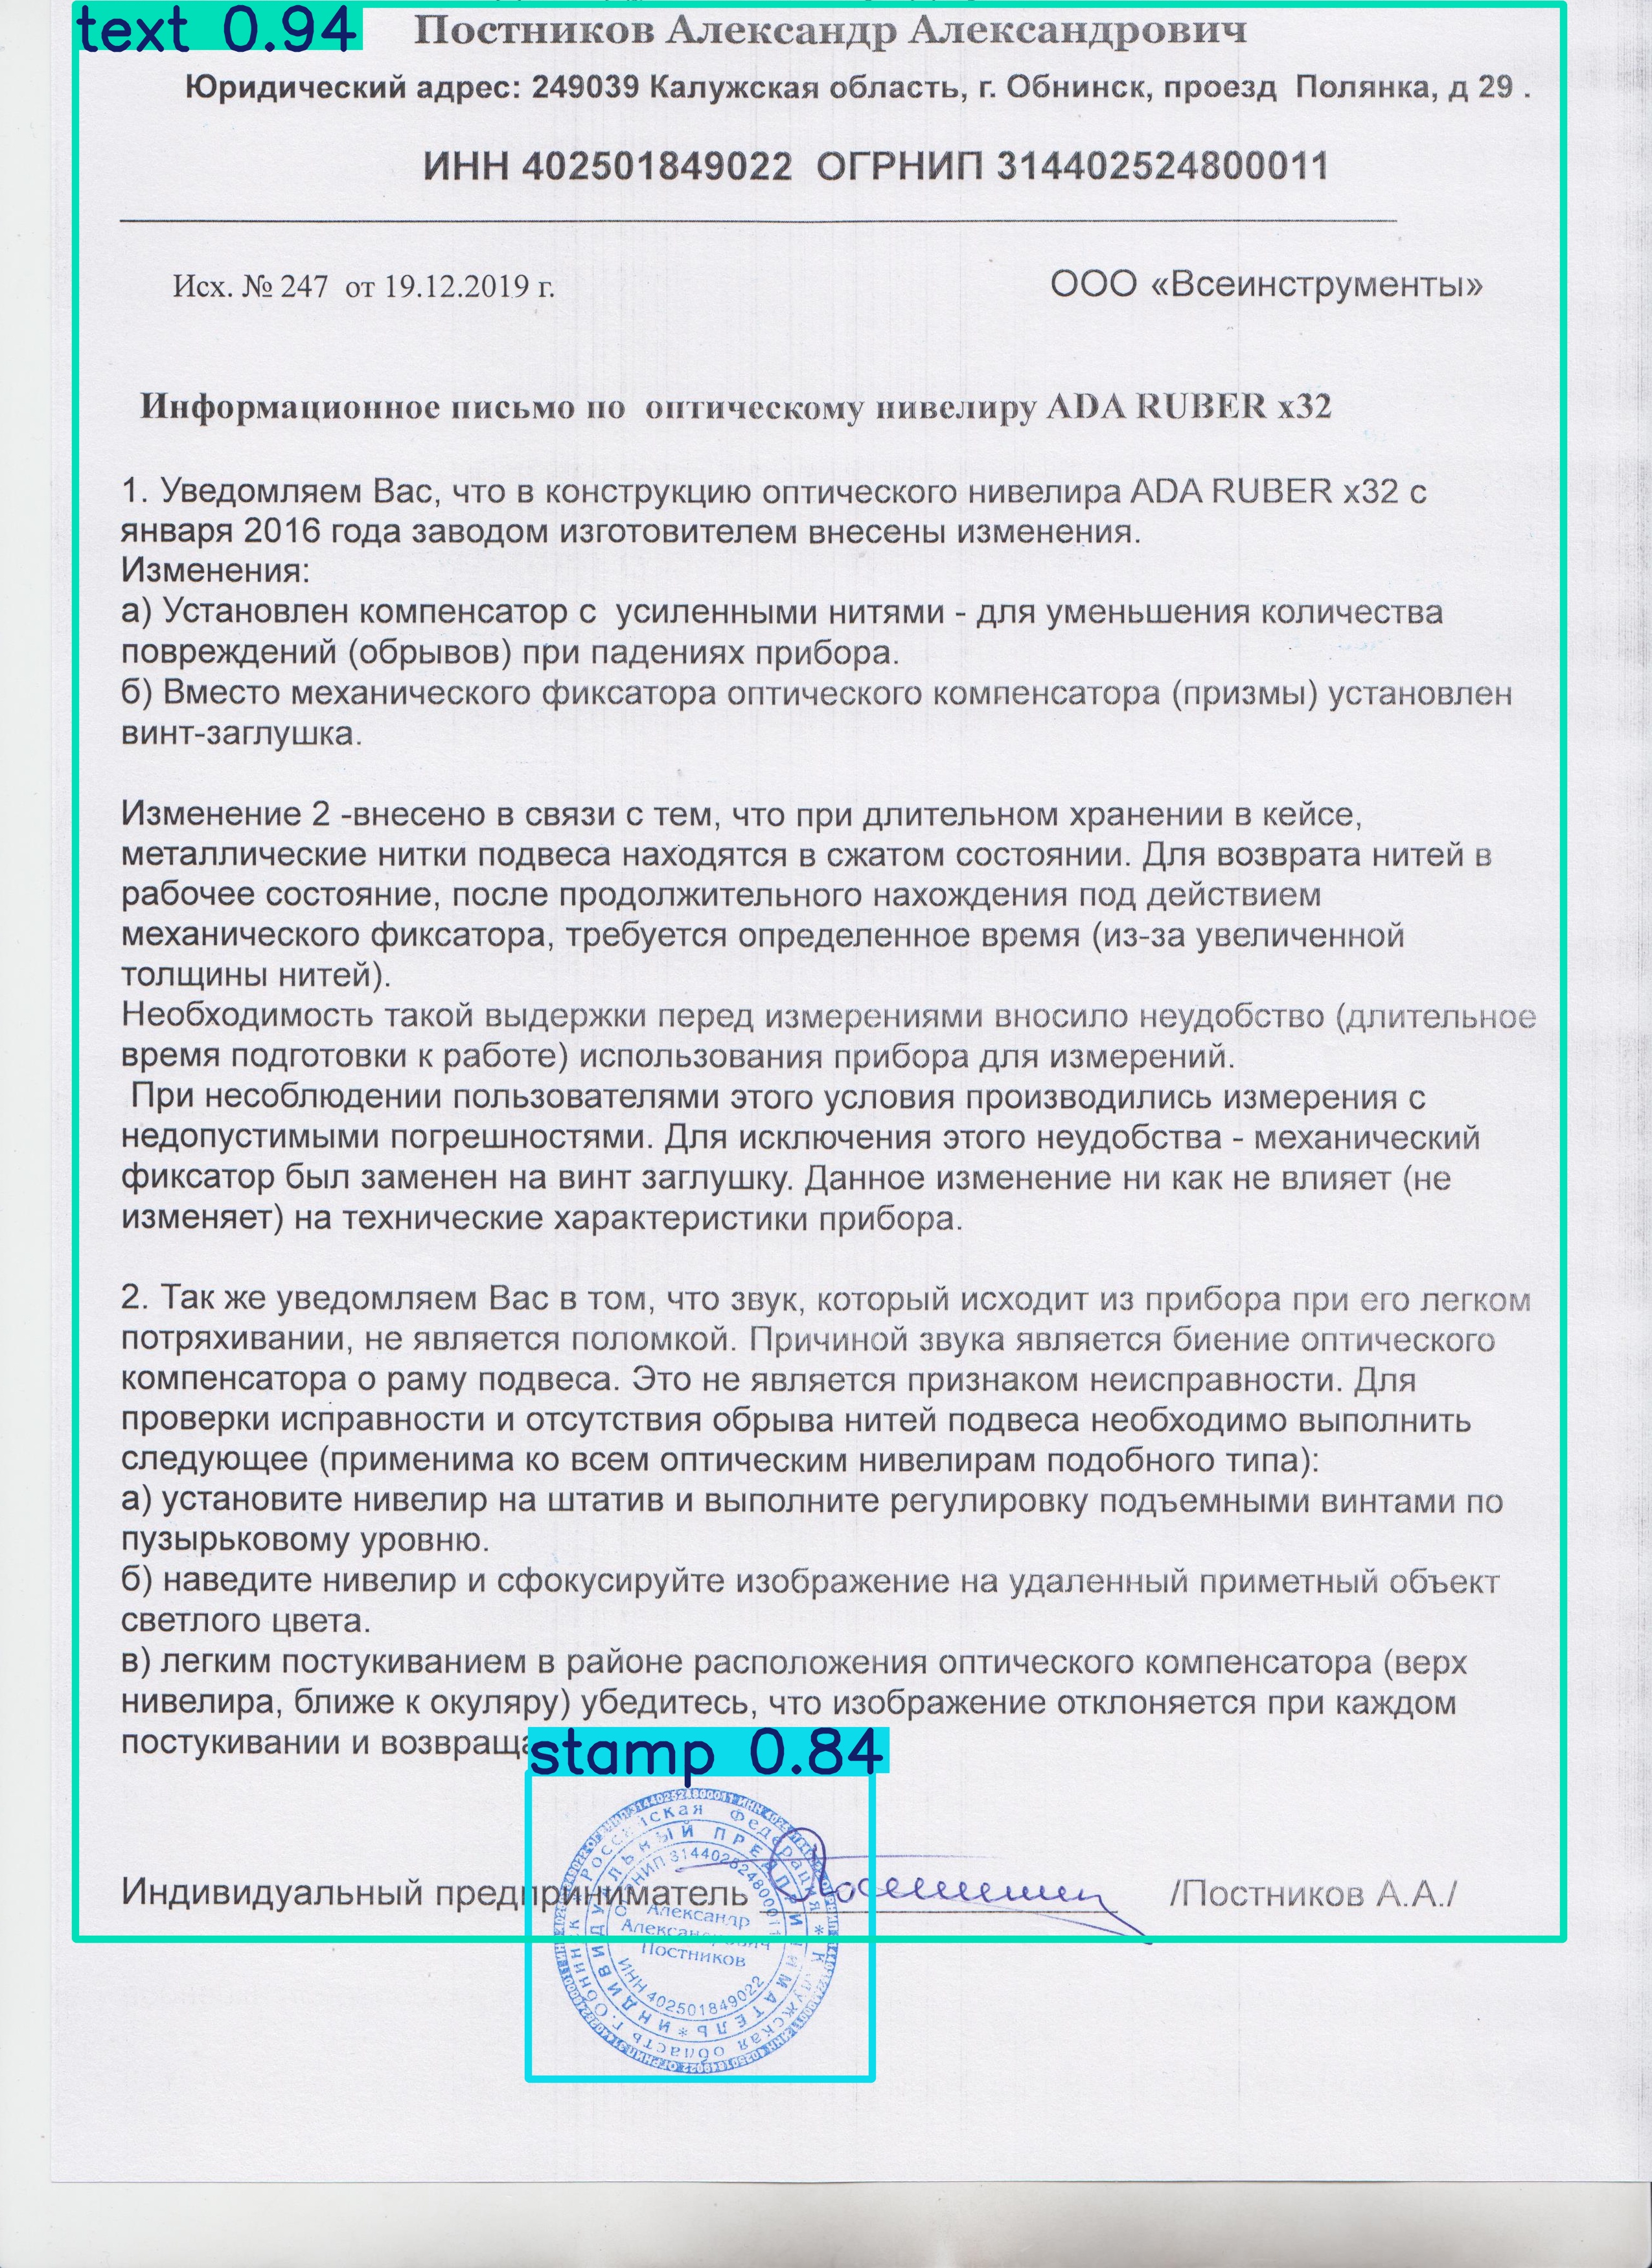 text 0.94
Постников Александр Александрович
Юридический адрес: 249039 Калужская область, г. Обнинск, проезд Полянка, д 29 .
ИНН 402501849022 ОГРНИП 314402524800011
Исх. № 247 от 19.12.2019 г.
ООО «Всеинструменты»
Информационное письмо по оптическому нивелиру ADA RUBER x32
1. Уведомляем Вас, что в конструкцию оптического нивелира ADA RUBER x32 с
января 2016 года заводом изготовителем внесены изменения.
Изменения:
а) Установлен компенсатор с усиленными нитями - для уменьшения количества
повреждений (обрывов) при падениях прибора.
б) Вместо механического фиксатора оптического компенсатора (призмы) установлен
винт-заглушка.
Изменение 2 -внесено в связи с тем, что при длительном хранении в кейсе,
металлические нитки подвеса находятся в сжатом состоянии. Для возврата нитей в
рабочее состояние, после продолжительного нахождения под действием
механического фиксатора, требуется определенное время (из-за увеличенной
толщины нитей).
Необходимость такой выдержки перед измерениями вносило неудобство (длительное
время подготовки к работе) использования прибора для измерений.
При несоблюдении пользователями этого условия производились измерения с
недопустимыми погрешностями. Для исключения этого неудобства - механический
фиксатор был заменен на винт заглушку. Данное изменение ни как не влияет (не
изменяет) на технические характеристики прибора.
2. Так же уведомляем Вас в том, что звук, который исходит из прибора при его легком
потряхивании, не является поломкой. Причиной звука является биение оптического
компенсатора о раму подвеса. Это не является признаком неисправности. Для
проверки исправности и отсутствия обрыва нитей подвеса необходимо выполнить
следующее (применима ко всем оптическим нивелирам подобного типа):
а) установите нивелир на штатив и выполните регулировку подъемными винтами по
пузырьковому уровню.
б) наведите нивелир и сфокусируйте изображение на удаленный приметный объект
светлого цвета.
в) легким постукиванием в районе расположения оптического компенсатора (верх
нивелира, ближе к окуляру) убедитесь, что изображение отклоняется при каждом
постукивании и
stamp 0.84
Российская Федерация * Калужская область г.Обнинск
ИНДИВИДУАЛЬНЫЙ ПРЕДПРИНИМАТЕЛЬ *
ОГРНИП 314402524800011
Александр
Александрович
Постников
ИНН 402501849022
Индивидуальный предприниматель /Постников А.А./